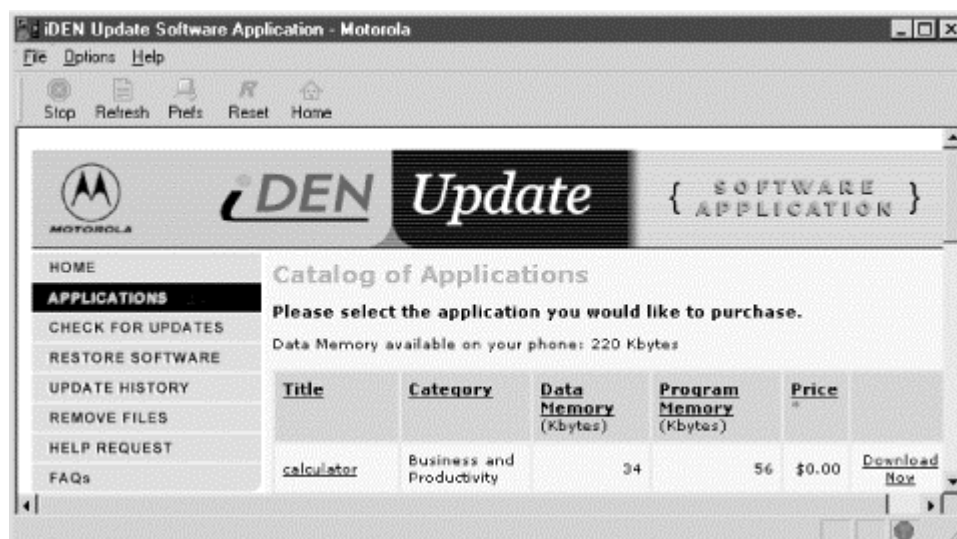 iDEN Update Software Application - Motorola
File Options Help
Stop Refresh Prefs Reset Home
MOTOROLA
iDEN Update
{ SOFTWARE
APPLICATION }
HOME
APPLICATIONS
CHECK FOR UPDATES
RESTORE SOFTWARE
UPDATE HISTORY
REMOVE FILES
HELP REQUEST
FAQs
Catalog of Applications
Please select the application you would like to purchase.
Data Memory available on your phone: 220 Kbytes
Title Category Data Program Price
Memory Memory *
(Kbytes) (Kbytes)
calculator Business and 34 56 $0.00 Download
Productivity Now